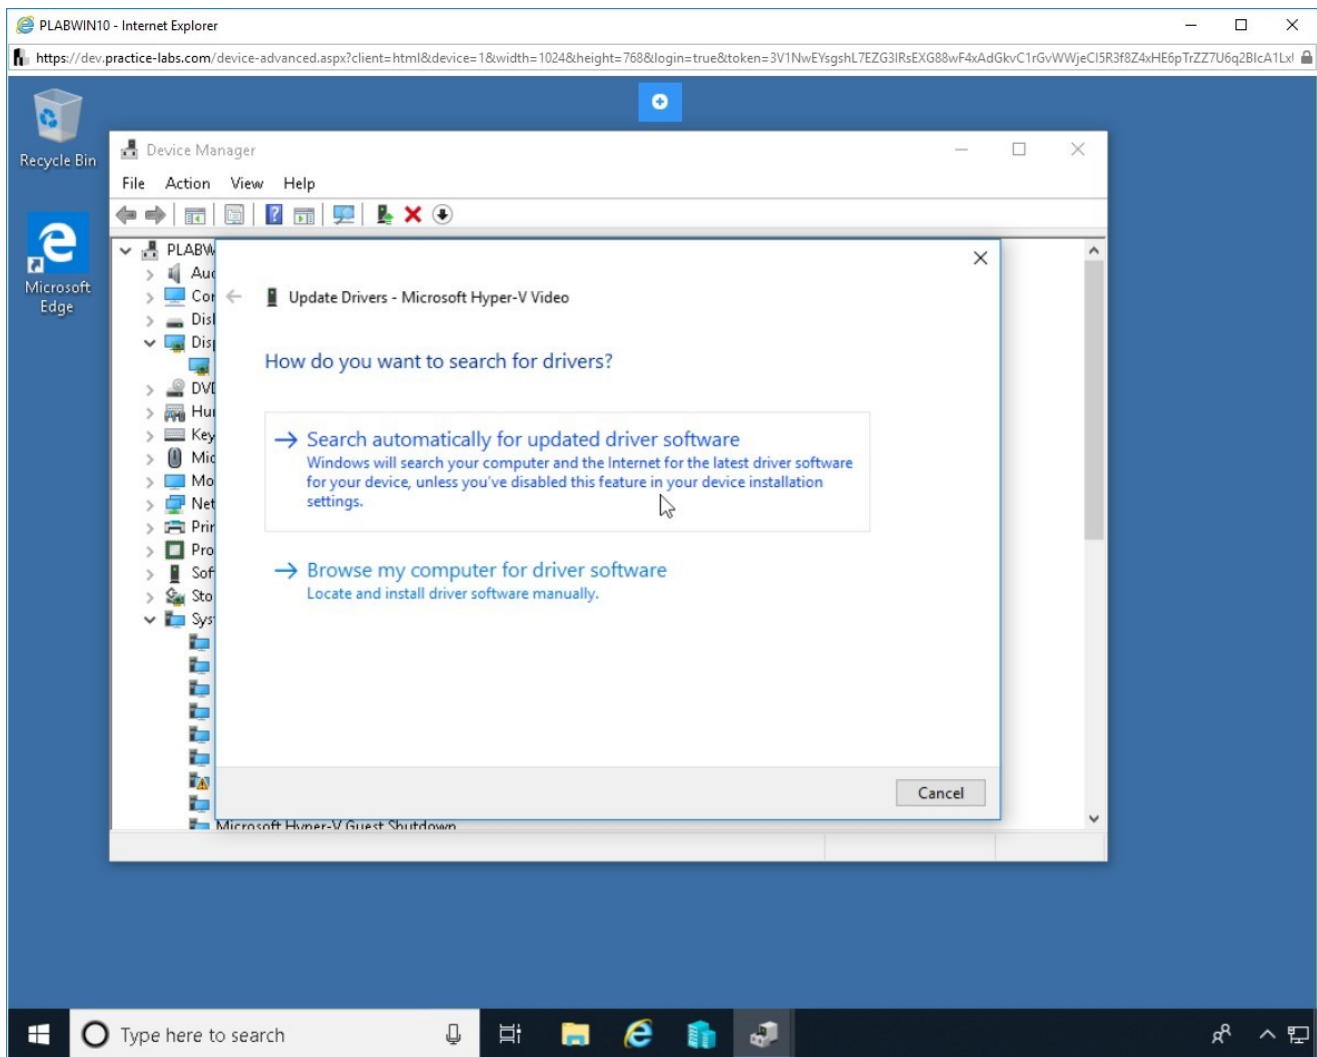 PLABWIN10 - Internet Explorer
https://dev.practice-labs.com/device-advanced.aspx?client=html&device=1&width=1024&height=768&login=true&token=3V1NwEYsgshL7EZG3IRsEXG88wF4xAdGkvC1rGvWWjeCI5R3f8Z4xHE6pTrZZ7U6q2BIcA1Lx
Recycle Bin
Microsoft
Edge
Device Manager
File Action View Help
PLABW
Aud
Cor
Disl
Disp
DVD
Hur
Key
Mic
Mo
Net
Prin
Pro
Sof
Sto
Sys
Microsoft Hyper-V Guest Shutdown
Update Drivers - Microsoft Hyper-V Video
How do you want to search for drivers?
Search automatically for updated driver software
Windows will search your computer and the Internet for the latest driver software
for your device, unless you've disabled this feature in your device installation
settings.
Browse my computer for driver software
Locate and install driver software manually.
Cancel
Type here to search